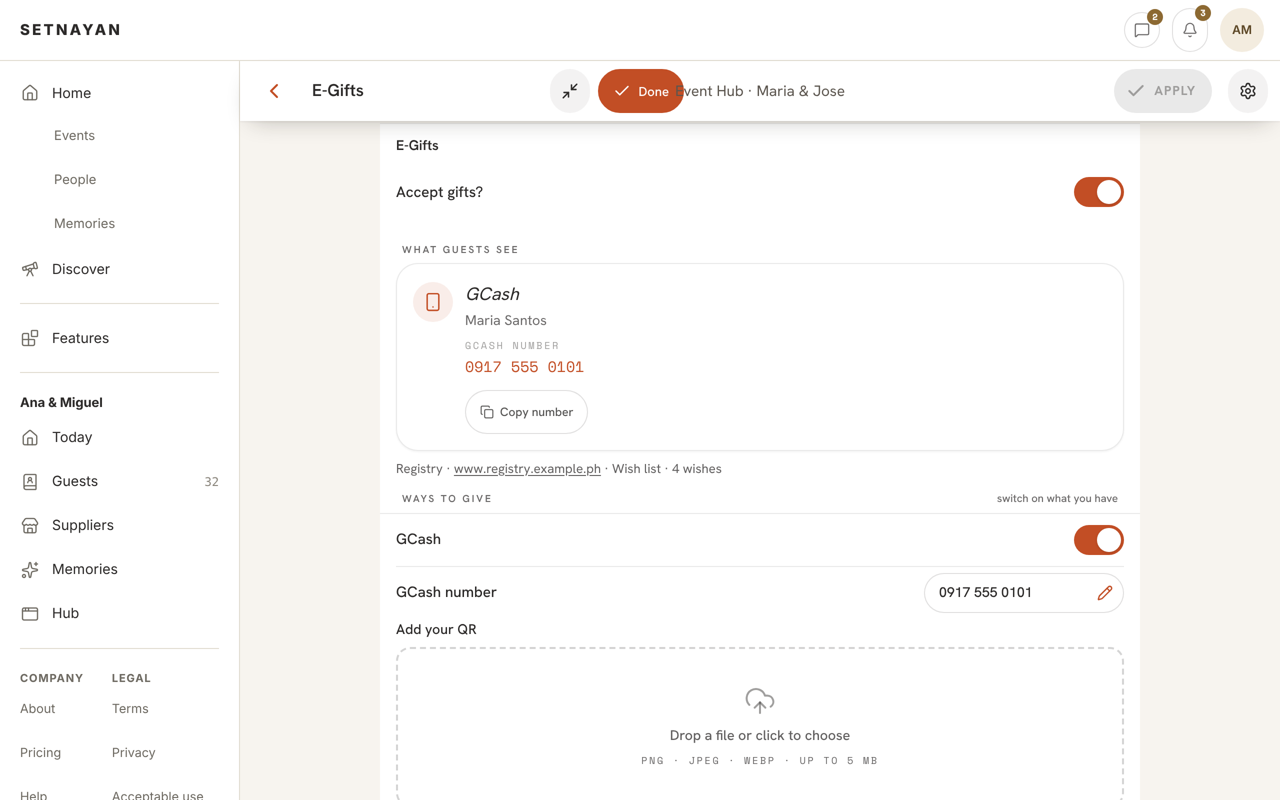 SETNAYAN
2
3
AM
Home
Events
People
Memories
Discover
Features
Ana & Miguel
Today
Guests 32
Suppliers
Memories
Hub
COMPANY LEGAL
About Terms
Pricing Privacy
Help Acceptable use
E-Gifts
Done
Event Hub · Maria & Jose
APPLY
E-Gifts
Accept gifts?
WHAT GUESTS SEE
GCash
Maria Santos
GCASH NUMBER
0917 555 0101
Copy number
Registry · www.registry.example.ph · Wish list · 4 wishes
WAYS TO GIVE switch on what you have
GCash
GCash number 0917 555 0101
Add your QR
Drop a file or click to choose
PNG · JPEG · WEBP · UP TO 5 MB